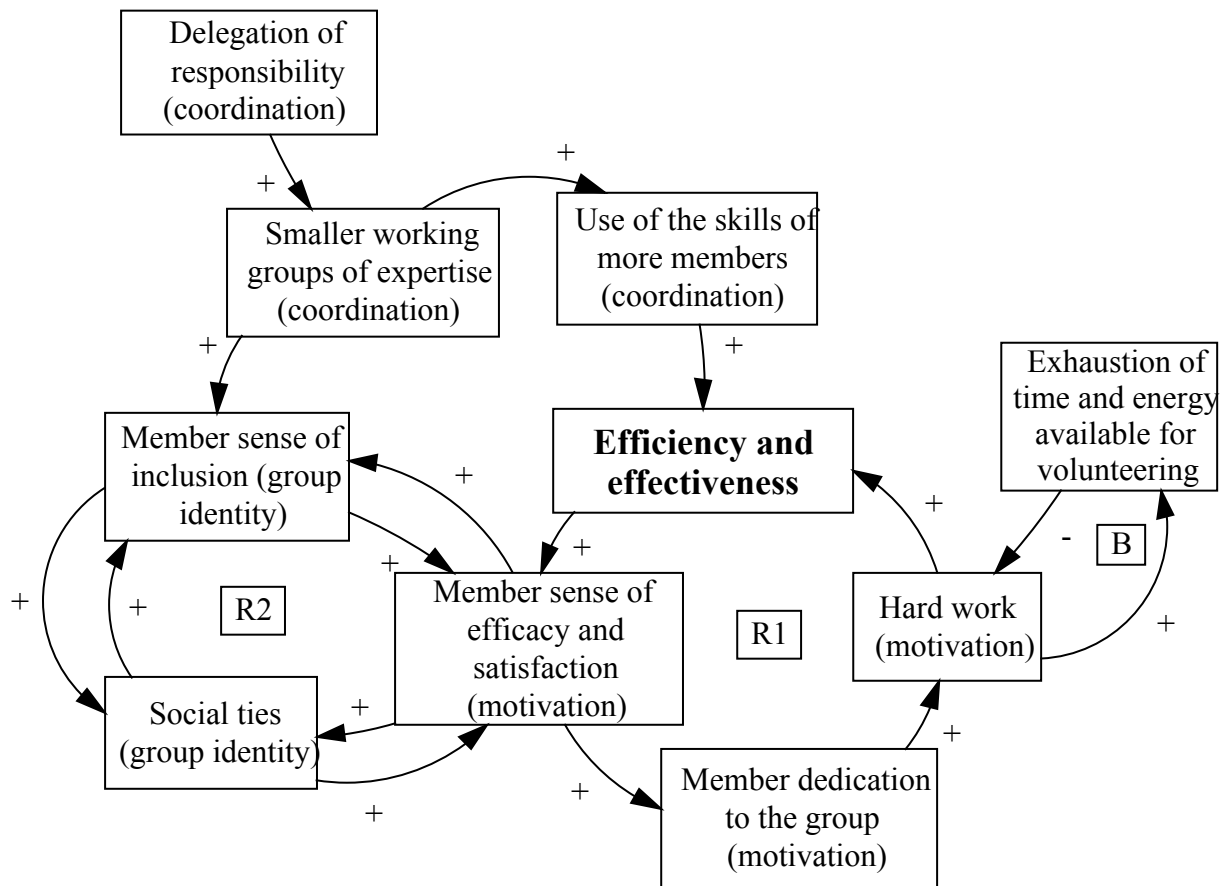 Delegation of
responsibility
(coordination)
+
+
Smaller working
groups of expertise
(coordination)
Use of the skills of
more members
(coordination)
+
+
Exhaustion of
time and energy
available for
volunteering
Member sense of
inclusion (group
identity)
Efficiency and
effectiveness
+
+
+
+
-
B
Member sense of
efficacy and
satisfaction
(motivation)
Hard work
(motivation)
+
+
R2
R1
+
Social ties
(group identity)
+
+
+
+
Member dedication
to the group
(motivation)